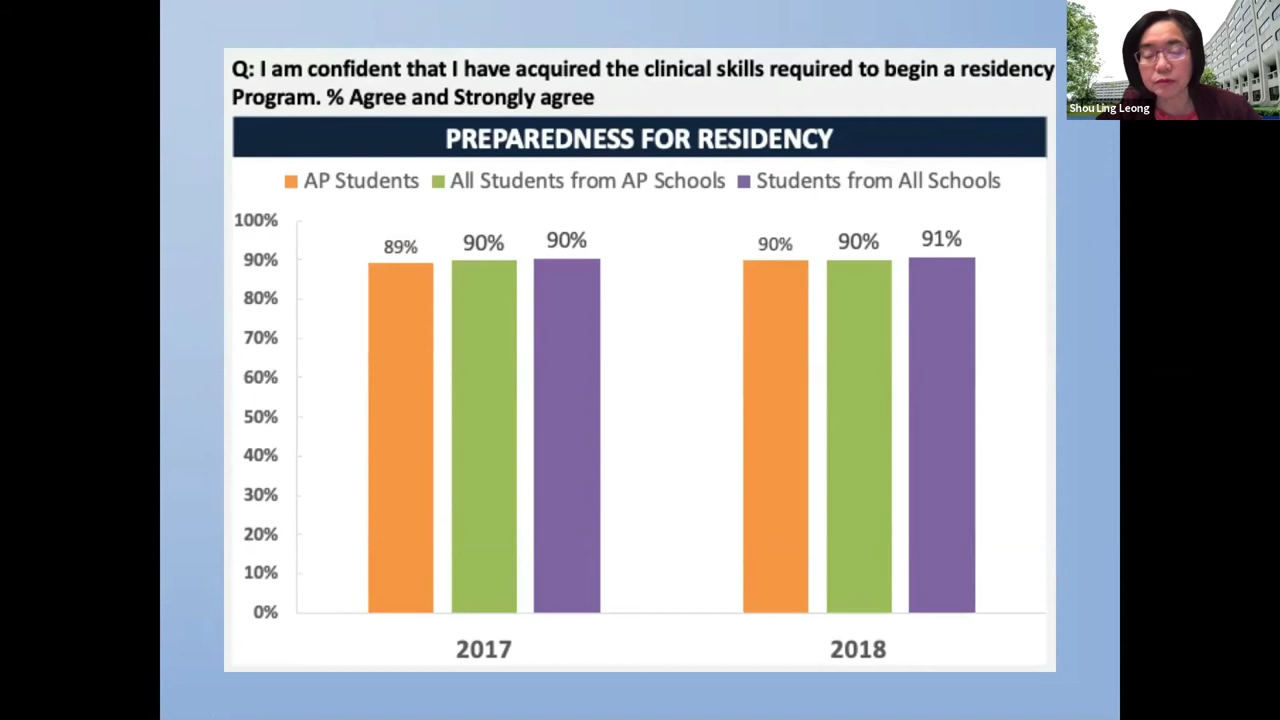 Q: I am confident that I have acquired the clinical skills required to begin a residency
Program. % Agree and Strongly agree
PREPAREDNESS FOR RESIDENCY
AP Students All Students from AP Schools Students from All Schools
100%
90%
80%
70%
60%
50%
40%
30%
20%
10%
0%
89% 90% 90%
90% 90% 91%
2017 2018
Shou Ling Leong